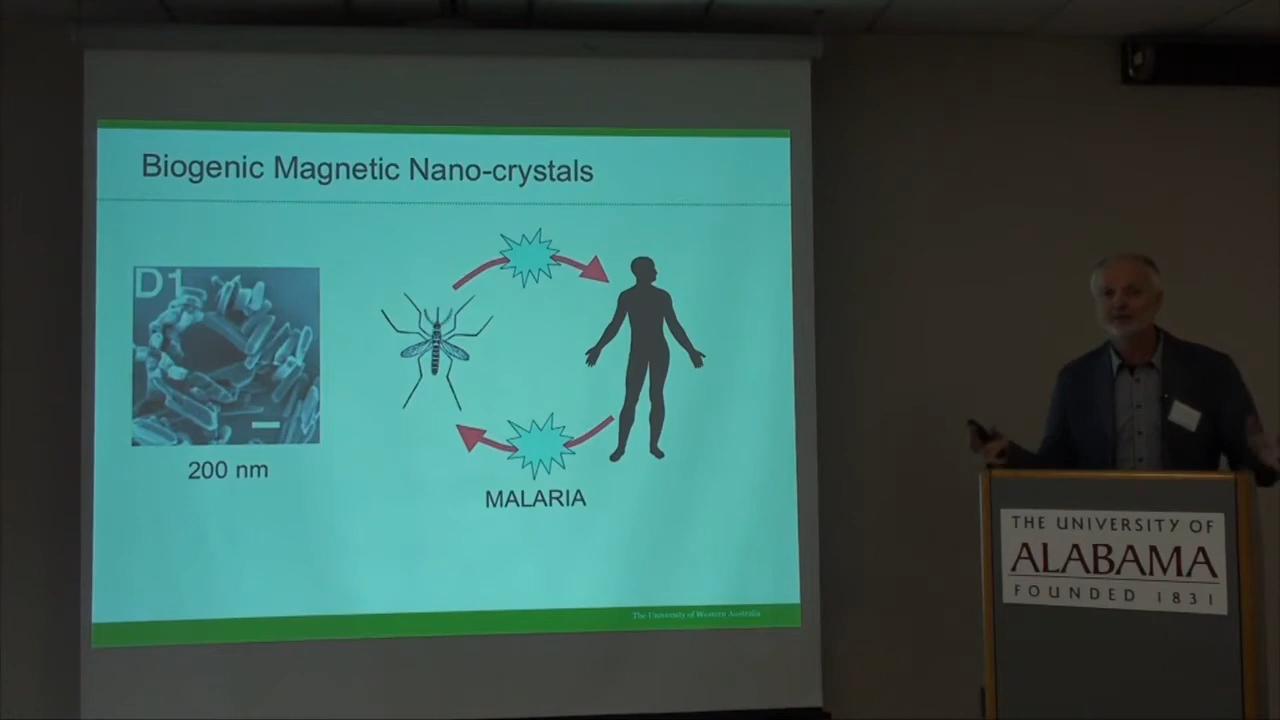 Biogenic Magnetic Nano-crystals
D1
200 nm
MALARIA
The University of Western Australia
THE UNIVERSITY OF
ALABAMA
FOUNDED 1831